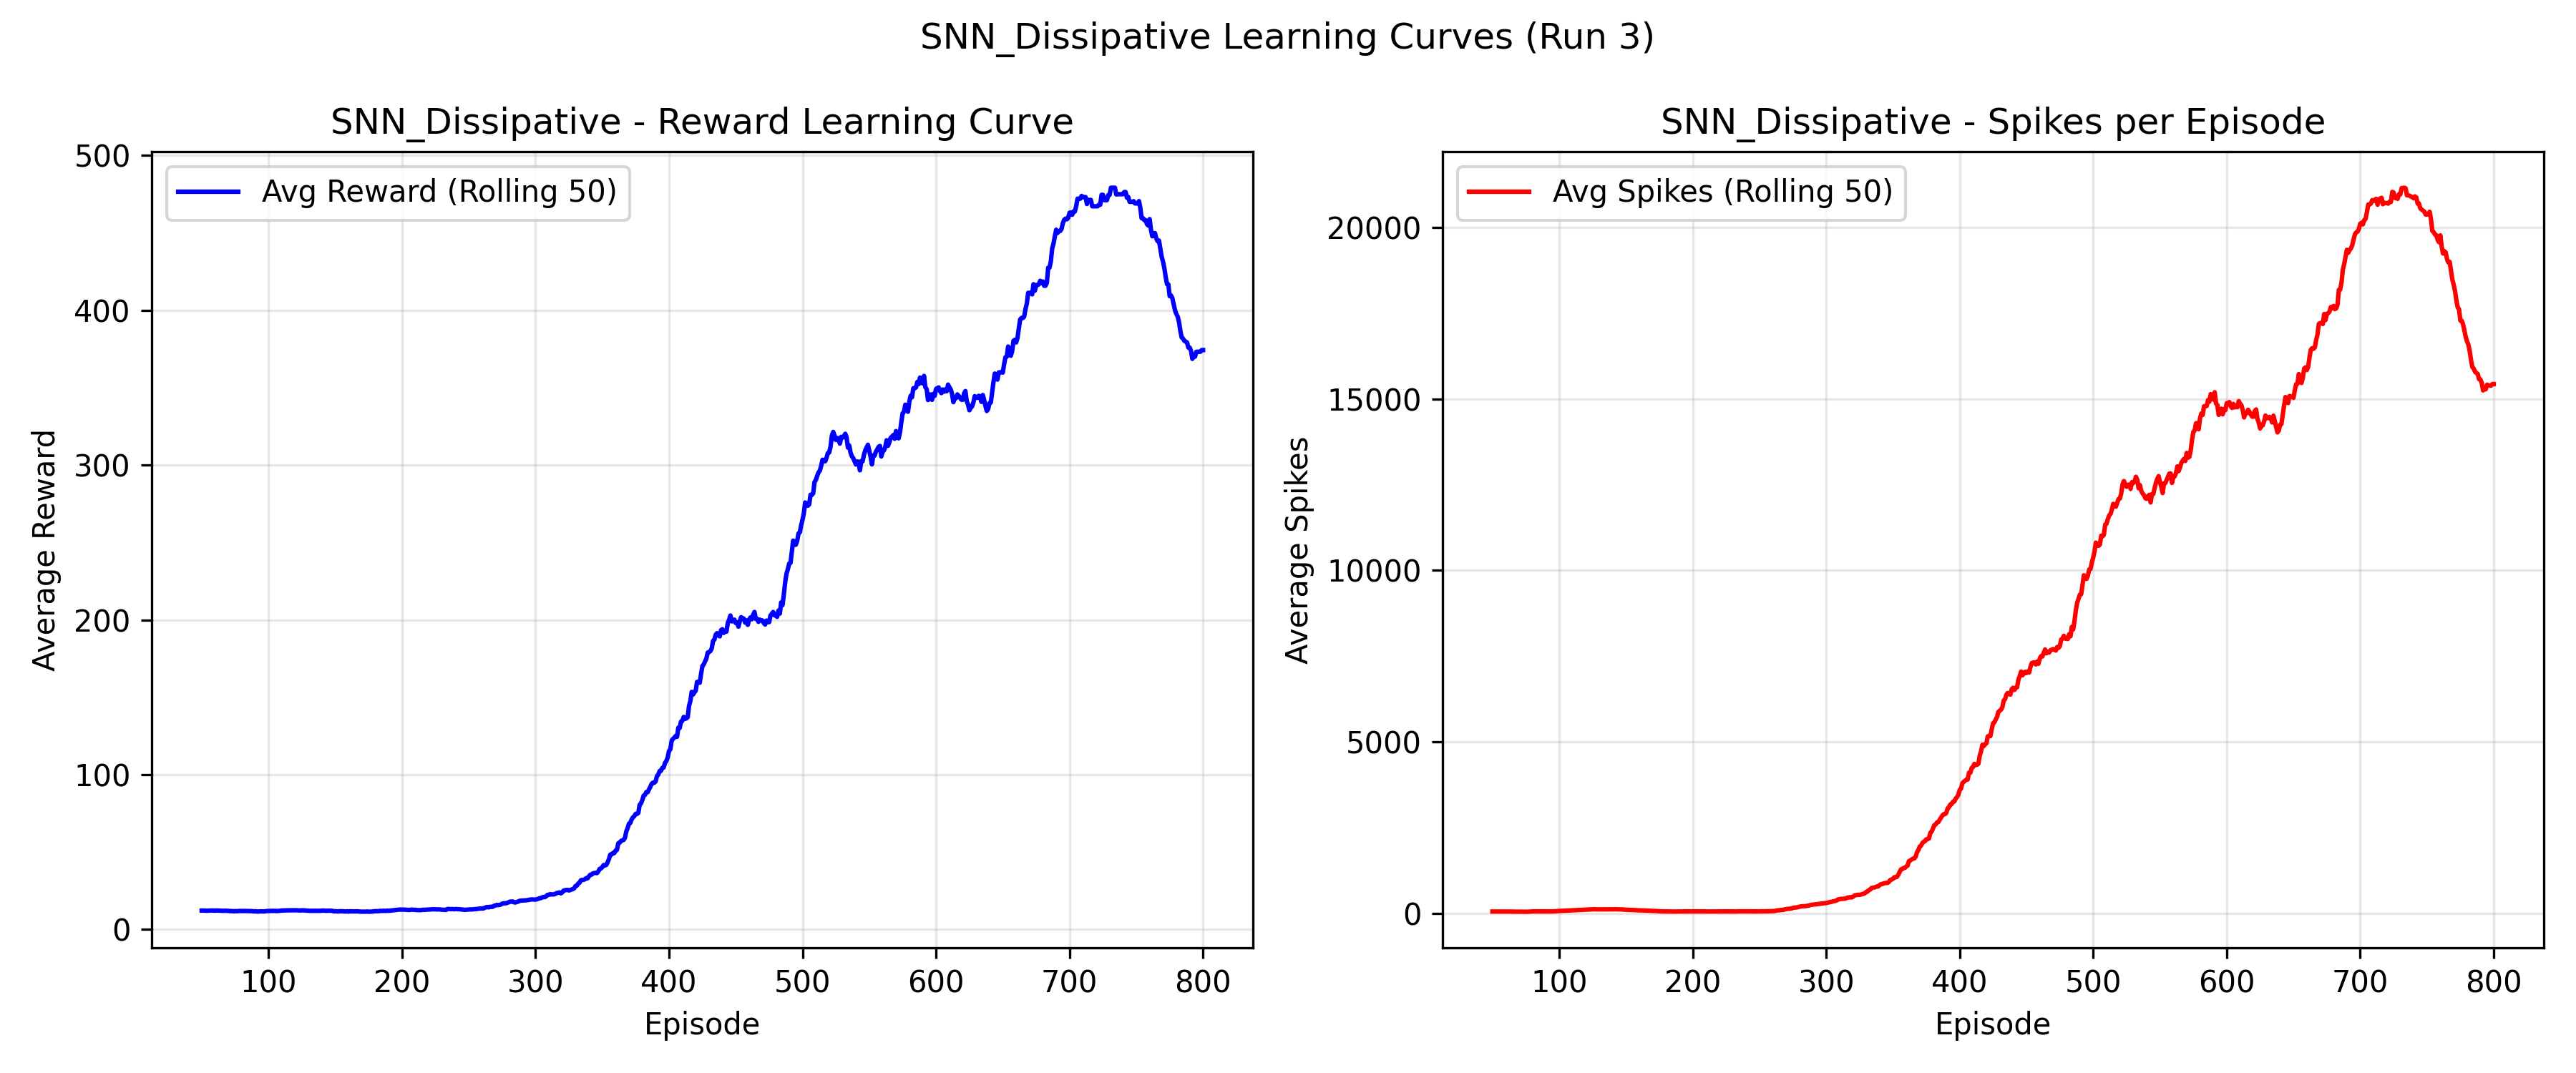 SNN_Dissipative Learning Curves (Run 3)
SNN_Dissipative - Reward Learning Curve
Avg Reward (Rolling 50)
Average Reward
500
400
300
200
100
0
100 200 300 400 500 600 700 800
Episode
SNN_Dissipative - Spikes per Episode
Avg Spikes (Rolling 50)
Average Spikes
20000
15000
10000
5000
0
100 200 300 400 500 600 700 800
Episode